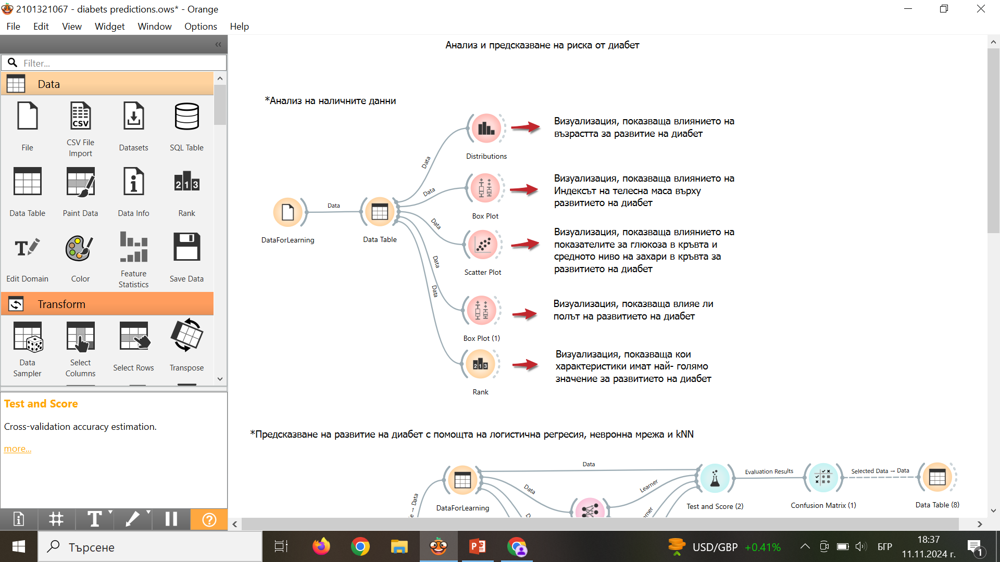 2101321067 - diabets predictions.ows* - Orange
File Edit View Widget Window Options Help
Filter...
Data
File
CSV File
Import
Datasets
SQL Table
Data Table
Paint Data
Data Info
Rank
Edit Domain
Color
Feature
Statistics
Save Data
Transform
Data
Sampler
Select
Columns
Select Rows
Transpose
Test and Score
Cross-validation accuracy estimation.
more...
Анализ и предсказване на риска от диабет
*Анализ на наличните данни
DataForLearning
Data
Data Table
Data
Distributions
Визуализация, показваща влиянието на
възрастта за развитие на диабет
Data
Box Plot
Визуализация, показваща влиянието на
Индексът на телесна маса върху
развитието на диабет
Data
Scatter Plot
Визуализация, показваща влиянието на
показателите за глюкоза в кръвта и
средното ниво на захари в кръвта за
развитието на диабет
Data
Box Plot (1)
Визуализация, показваща влияе ли
полът на развитието на диабет
Data
Rank
Визуализация, показваща кои
характеристики имат най- голямо
значение за развитието на диабет
*Предсказване на развитие на диабет с помощта на логистична регресия, невронна мрежа и kNN
e → Data
DataForLearning
Data
Data
Learner
Test and Score (2)
Evaluation Results
Confusion Matrix (1)
Selected Data → Data
Data Table (8)
Търсене
USD/GBP +0.41%
БГР
18:37
11.11.2024 г.
1